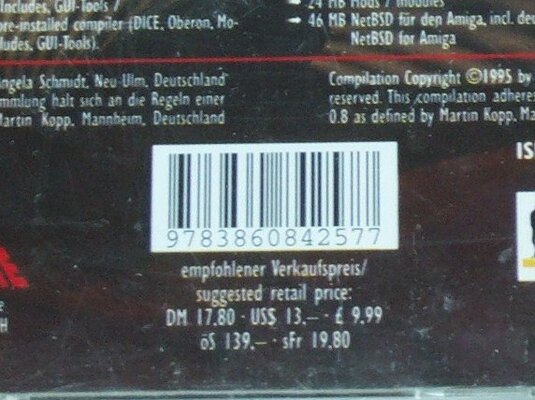 Includes, GUI-Tools /
ore-installed compiler (DICE, Oberon, Mo-
ludes, GUI-Tools).
→ 24 MB Mods / modules
→ 46 MB NetBSD für den Amiga, incl. deu
NetBSD for Amiga
ngela Schmidt, Neu-Ulm, Deutschland
mmlung hält sich an die Regeln einer
Martin Kopp, Mannheim, Deutschland
Compilation Copyright ©1995 by
reserved. This compilation adheres
0.8 as defined by Martin Kopp, Ma
IS
9783860842577
empfohlener Verkaufspreis/
suggested retail price:
DM 17.80 · US$ 13.– · £ 9.99
öS 139.– · sFr 19.80
e
H